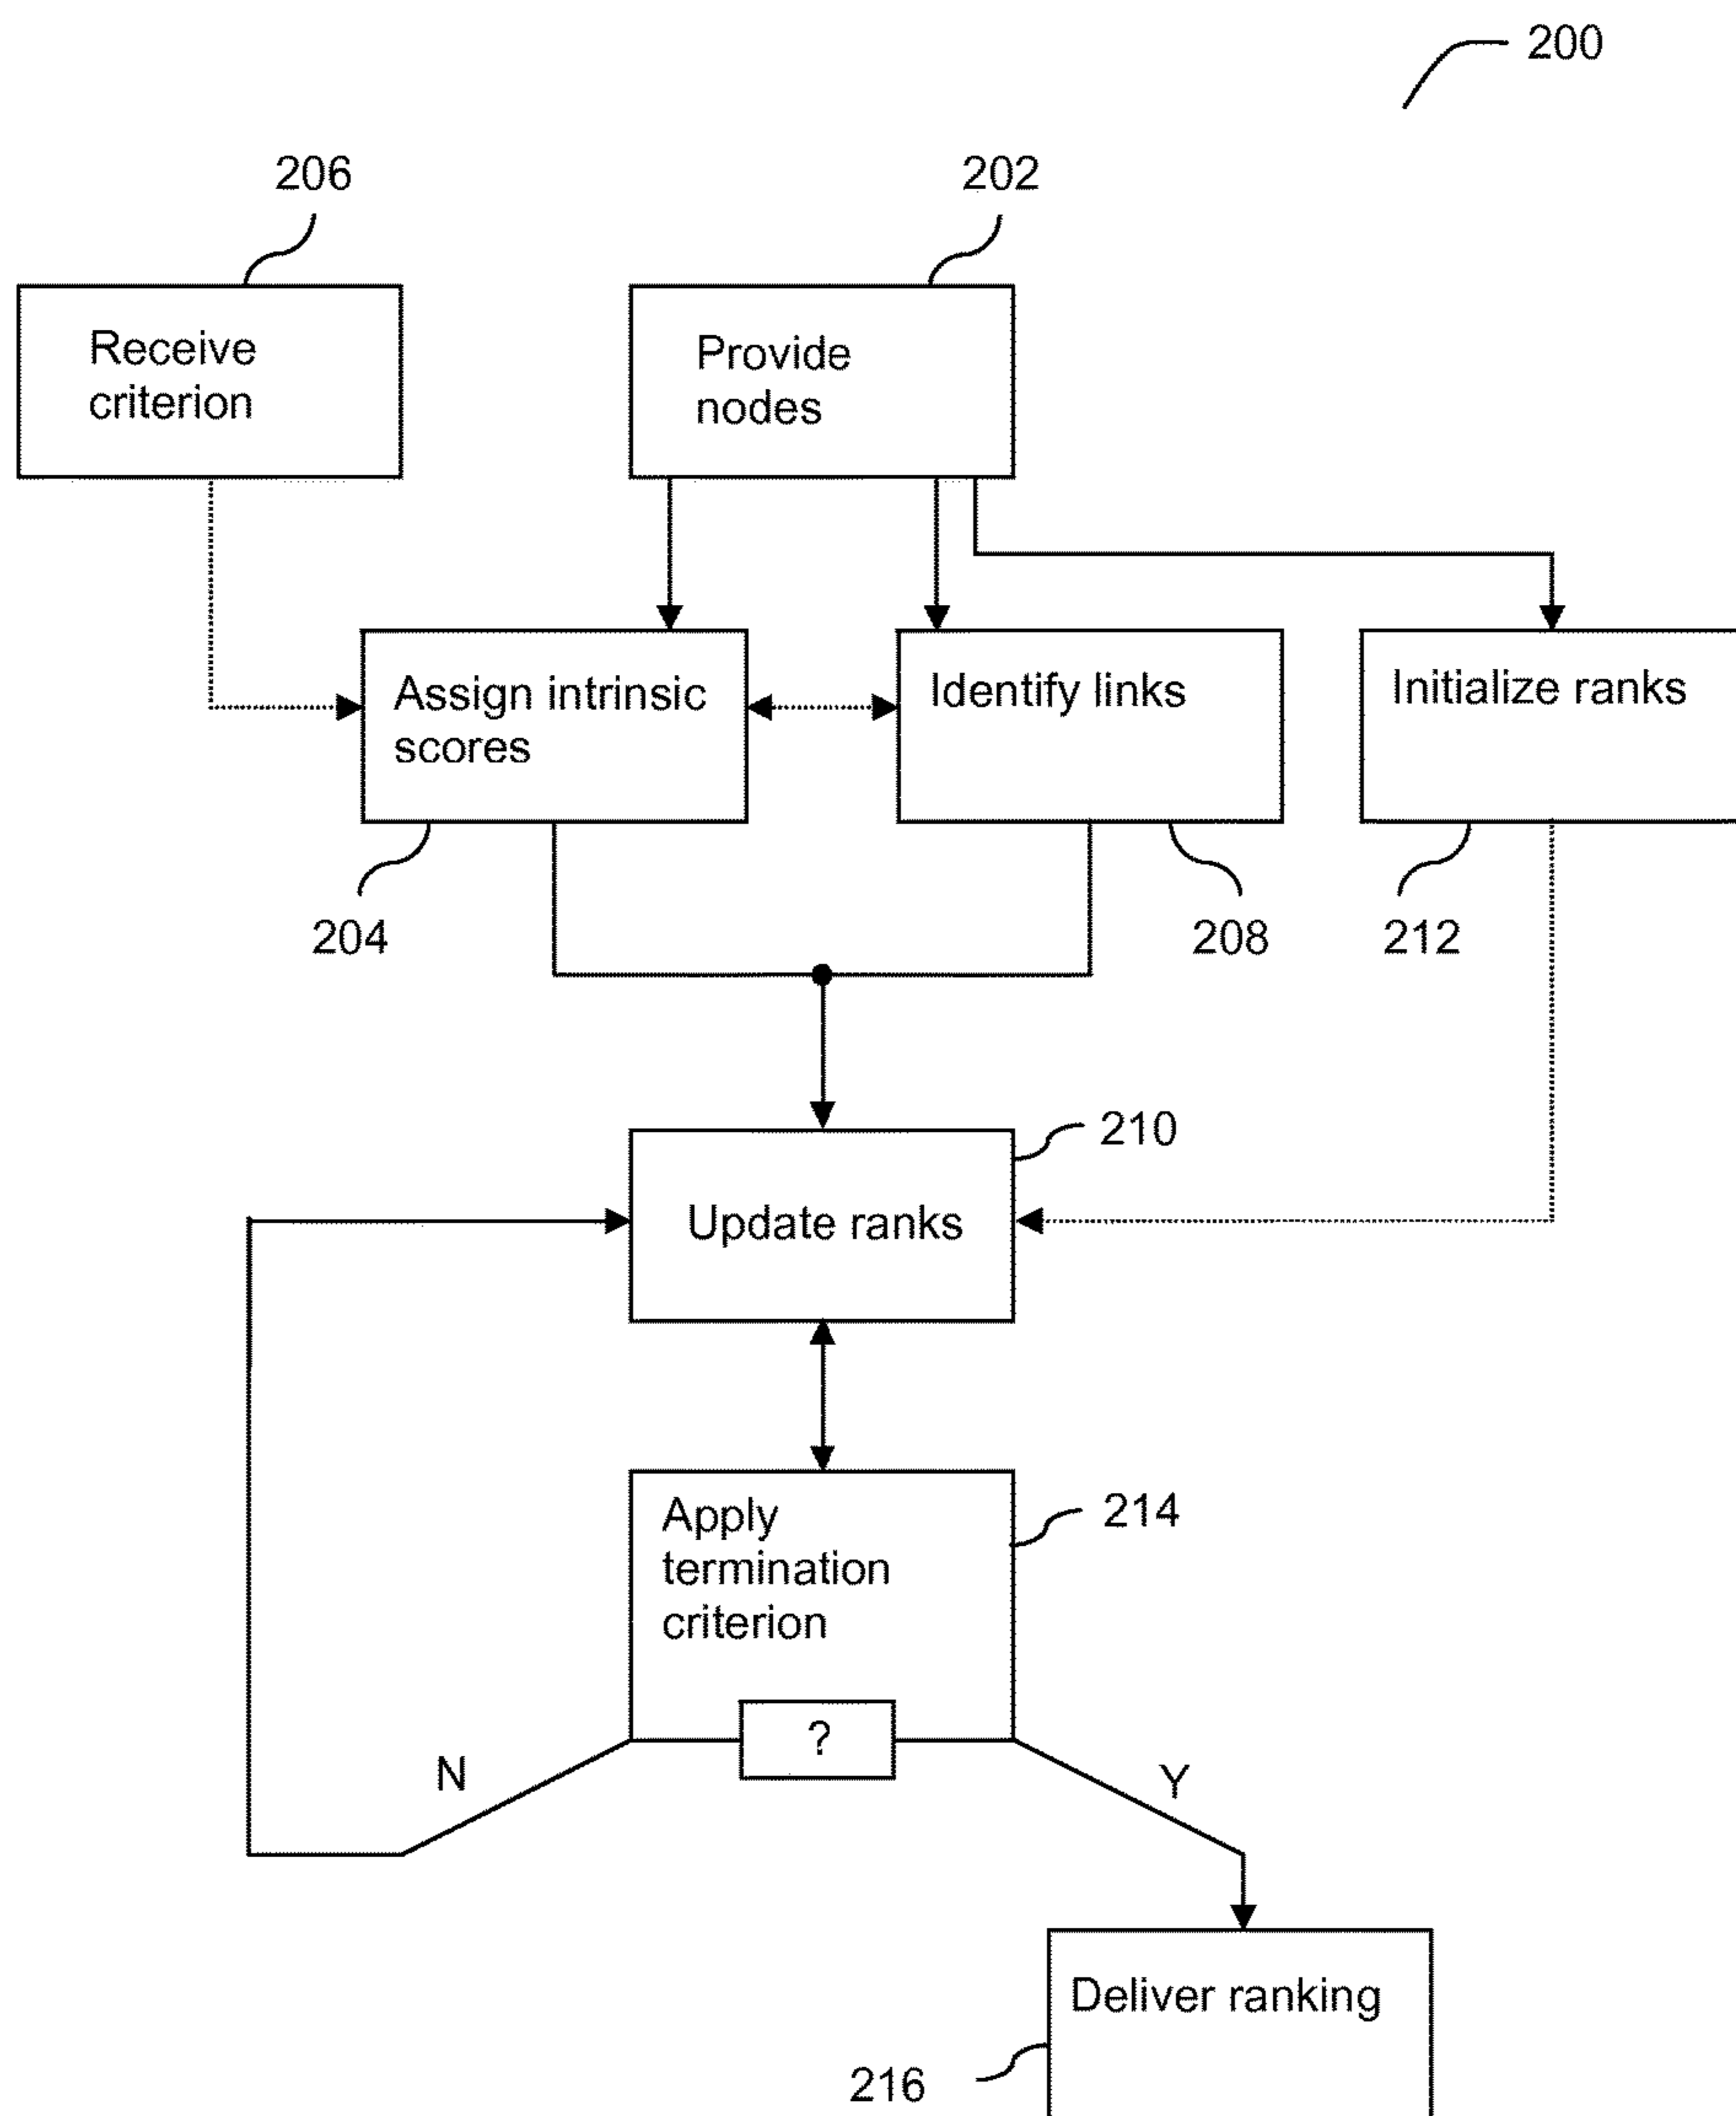 200
206
202
Receive
criterion
Provide
nodes
Assign intrinsic
scores
Identify links
Initialize ranks
204
208
212
210
Update ranks
214
Apply
termination
criterion
?
N
Y
Deliver ranking
216